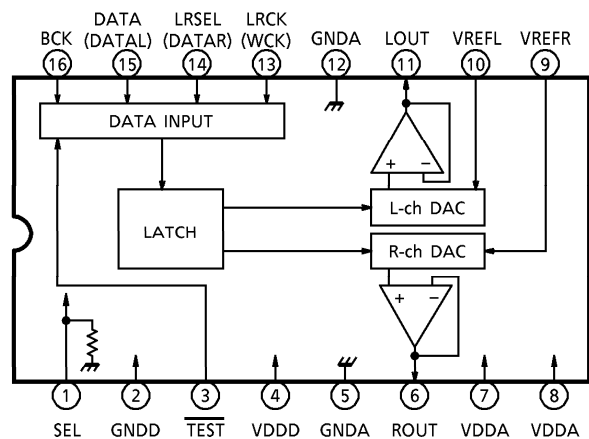 DATA LRSEL LRCK
BCK (DATAL) (DATAR) (WCK) GNDA LOUT VREFL VREFR
16 15 14 13 12 11 10 9
DATA INPUT
+ −
L-ch DAC
LATCH
R-ch DAC
+ −
1 2 3 4 5 6 7 8
SEL GNDD TEST VDDD GNDA ROUT VDDA VDDA